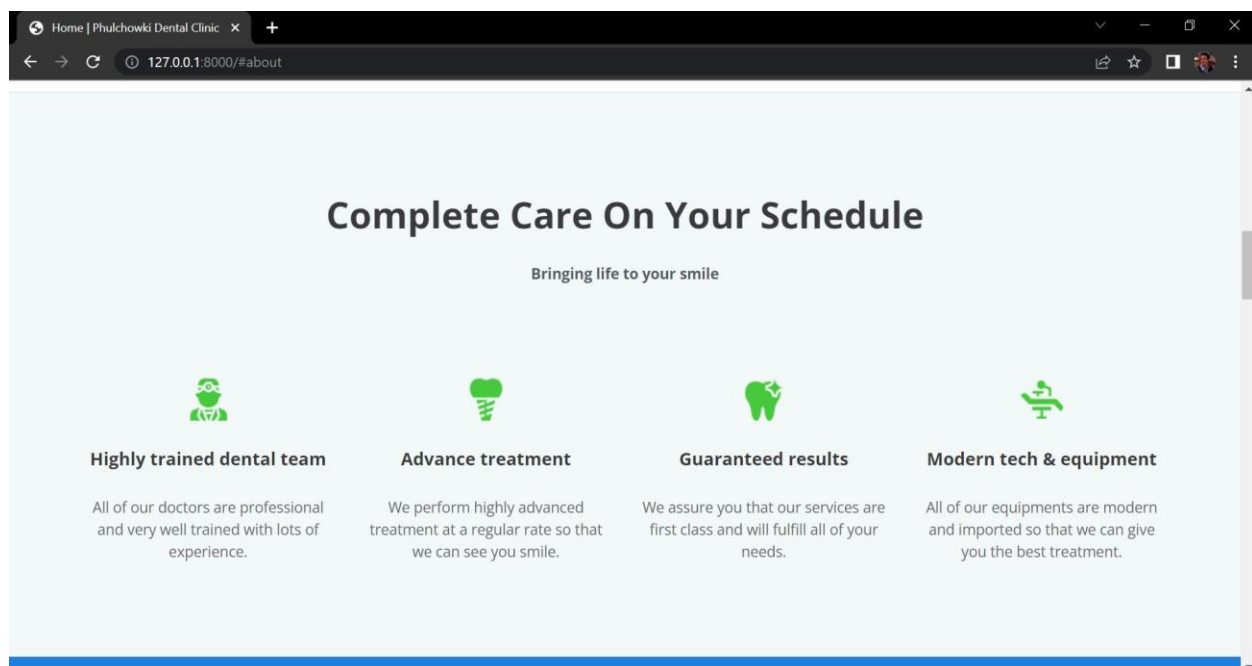 Home | Phulchowki Dental Clinic
127.0.0.1:8000/#about
Complete Care On Your Schedule
Bringing life to your smile
Highly trained dental team
All of our doctors are professional
and very well trained with lots of
experience.
Advance treatment
We perform highly advanced
treatment at a regular rate so that
we can see you smile.
Guaranteed results
We assure you that our services are
first class and will fulfill all of your
needs.
Modern tech & equipment
All of our equipments are modern
and imported so that we can give
you the best treatment.